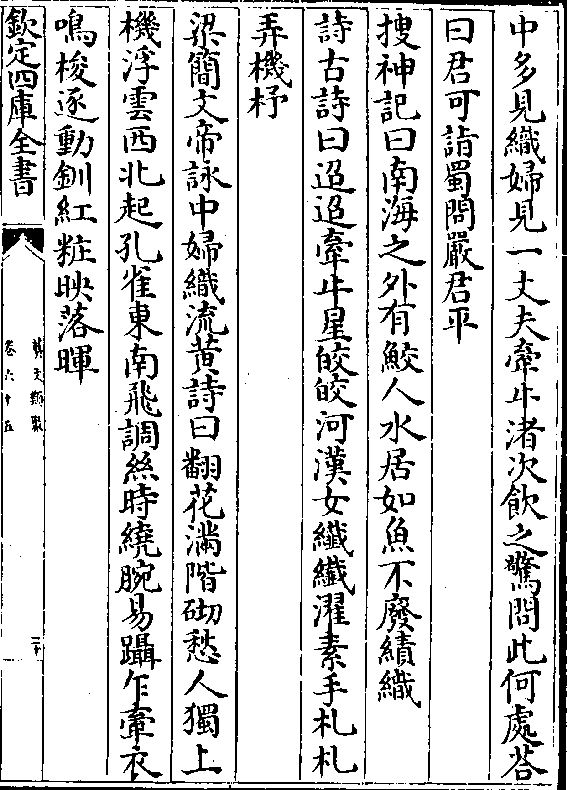 中多見織婦見一丈夫牽牛渚次飲之驚問此何處荅
曰君可詣蜀問嚴君平
搜神記曰南海之外有鮫人水居如魚不廢績織
詩古詩曰迢迢牽牛星皎皎河漢女纖纖濯素手札札
弄機杼
梁簡文帝詠中婦織流黄詩曰翻花滿階砌愁人獨上
機浮雲西北起孔雀東南飛調絲時繞腕易躡乍牽衣
鳴梭逐動釧紅粧映落暉
欽定四庫全書
藝文類聚
卷六十五